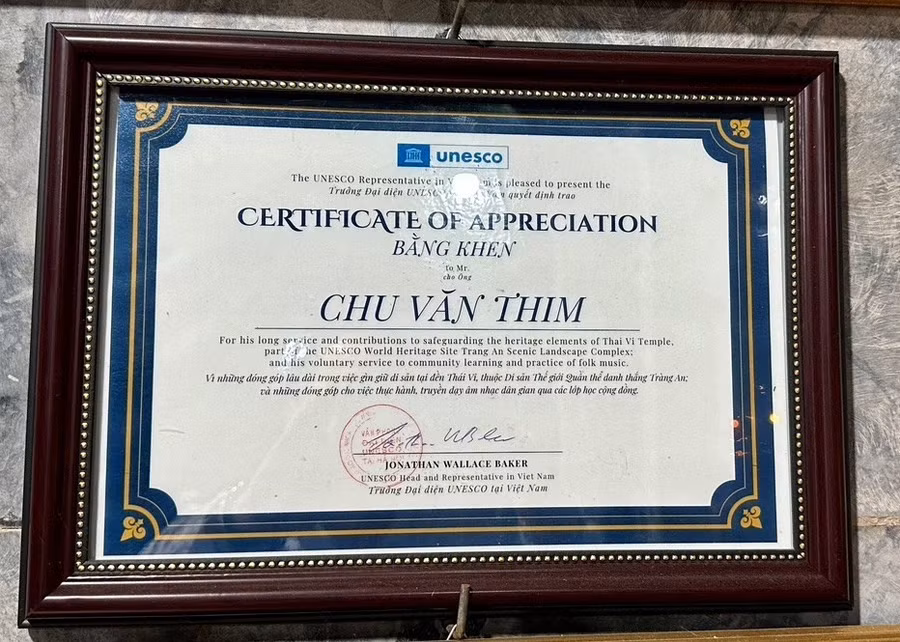 unesco
The UNESCO Representative in is pleased to present the
Trưởng Đại diện quyết định trao
CERTIFICATE OF APPRECIATION
BẰNG KHEN
to Mr.
cho Ông
CHU VĂN THIM
For his long service and contributions to safeguarding the heritage elements of Thai Vi Temple,
part of the UNESCO World Heritage Site Trang An Scenic Landscape Complex;
and his voluntary service to community learning and practice of folk music.
Vì những đóng góp lâu dài trong việc gìn giữ di sản tại đền Thái Vi, thuộc Di sản Thế giới Quần thể danh thắng Tràng An;
và những đóng góp cho việc thực hành, truyền dạy âm nhạc dân gian qua các lớp học cộng đồng.
JONATHAN WALLACE BAKER
UNESCO Head and Representative in Viet Nam
Trưởng Đại diện UNESCO tại Việt Nam